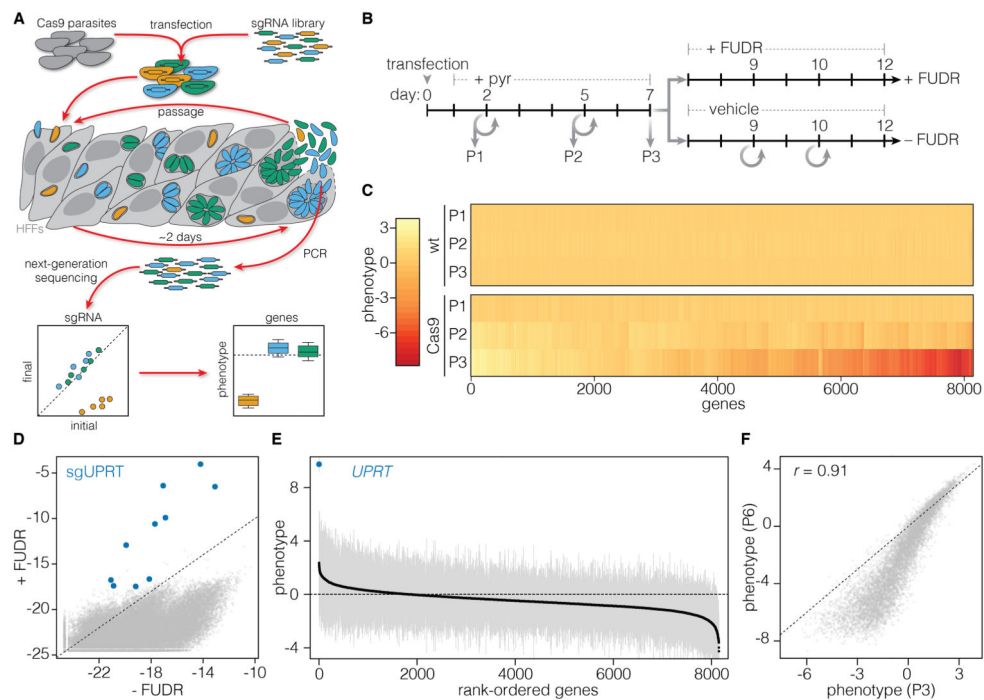 A
Cas9 parasites
transfection
sgRNA library
passage
HFFs
~2 days
PCR
next-generation
sequencing
sgRNA
final
initial
genes
phenotype
B
transfection
+ pyr
day: 0 2 5 7
P1 P2 P3
+ FUDR
9 10 12
+ FUDR
vehicle
9 10 12
– FUDR
C
3
0
-3
-6
phenotype
wt
P1
P2
P3
Cas9
P1
P2
P3
0 2000 4000 6000 8000
genes
D
sgUPRT
-5
-10
-15
-20
-25
+ FUDR
-22 -18 -14 -10
- FUDR
E
UPRT
8
4
0
-4
phenotype
0 2000 4000 6000 8000
rank-ordered genes
F
r = 0.91
4
0
-4
-8
phenotype (P6)
-6 -3 0 3
phenotype (P3)